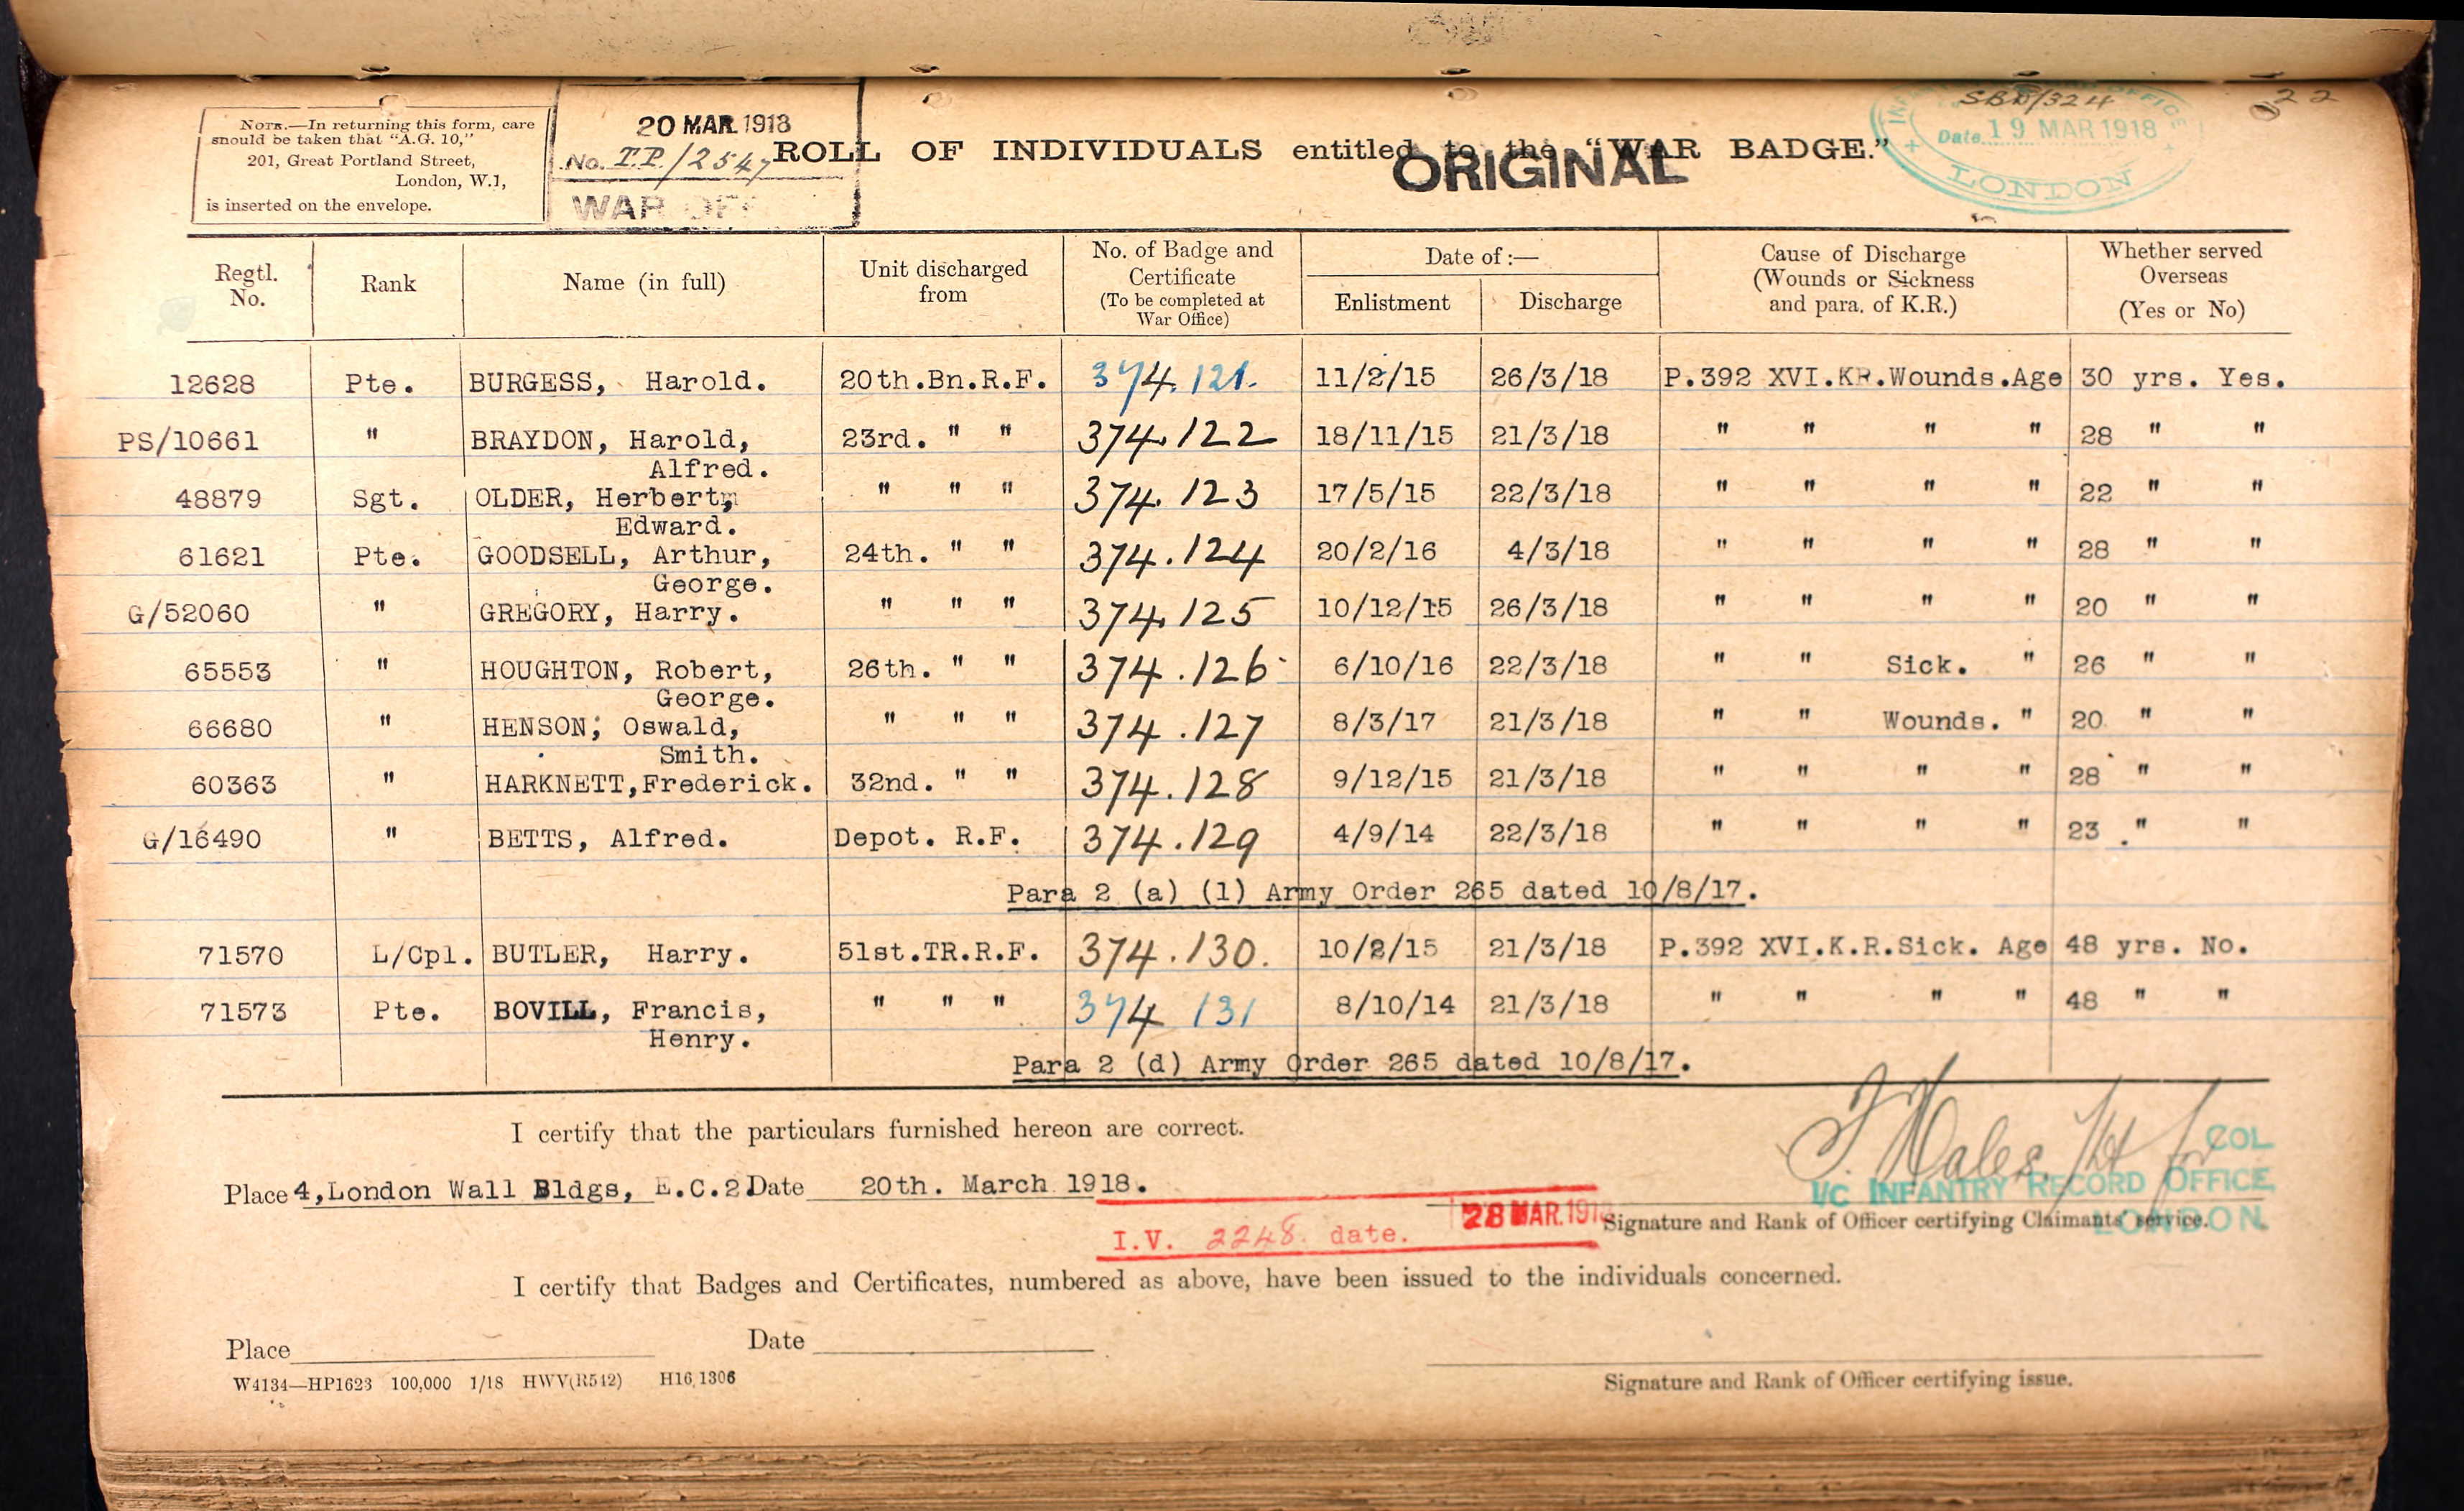 SBD/324
22
NOTE.—In returning this form, care
should be taken that "A.G. 10,"
201, Great Portland Street,
London, W.1,
is inserted on the envelope.
20 MAR. 1918
No. I.P./2547
WAR OF
ROLL OF INDIVIDUALS entitled to the "WAR BADGE."
ORIGINAL
OFFICE
Date 19 MAR 1918
LONDON
Regtl. No. Rank Name (in full) Unit discharged from No. of Badge and Certificate (To be completed at War Office) Date of :— Enlistment Discharge Cause of Discharge (Wounds or Sickness and para. of K.R.) Whether served Overseas (Yes or No)
12628 Pte. BURGESS, Harold. 20th.Bn.R.F. 374.121. 11/2/15 26/3/18 P.392 XVI.KR.Wounds.Age 30 yrs. Yes.
PS/10661 " BRAYDON, Harold, 23rd. " " 374.122 18/11/15 21/3/18 " " " " 28 " "
Alfred.
48879 Sgt. OLDER, Herbert, " " " 374.123 17/5/15 22/3/18 " " " " 22 " "
Edward.
61621 Pte. GOODSELL, Arthur, 24th. " " 374.124 20/2/16 4/3/18 " " " " 28 " "
George.
G/52060 " GREGORY, Harry. " " " 374.125 10/12/15 26/3/18 " " " " 20 " "
65553 " HOUGHTON, Robert, 26th. " " 374.126 6/10/16 22/3/18 " " Sick. " 26 " "
George.
66680 " HENSON, Oswald, " " " 374.127 8/3/17 21/3/18 " " Wounds. " 20 " "
Smith.
60363 " HARKNETT,Frederick. 32nd. " " 374.128 9/12/15 21/3/18 " " " " 28 " "
G/16490 " BETTS, Alfred. Depot. R.F. 374.129 4/9/14 22/3/18 " " " " 23 " "
Para 2 (a) (1) Army Order 265 dated 10/8/17.
71570 L/Cpl. BUTLER, Harry. 51st.TR.R.F. 374.130. 10/2/15 21/3/18 P.392 XVI.K.R.Sick. Age 48 yrs. No.
71573 Pte. BOVILL, Francis, " " " 374 131 8/10/14 21/3/18 " " " " 48 " "
Henry.
Para 2 (d) Army Order 265 dated 10/8/17.
I certify that the particulars furnished hereon are correct.
COL
I/C INFANTRY RECORD OFFICE,
LONDON.
Place 4,London Wall Bldgs, E.C.2. Date 20th. March 1918.
Signature and Rank of Officer certifying Claimants' service.
I.V. 2248. date. 28 MAR. 191
I certify that Badges and Certificates, numbered as above, have been issued to the individuals concerned.
Place Date
W4134—HP1623 100,000 1/18 HWV(R542) H16,1306
Signature and Rank of Officer certifying issue.